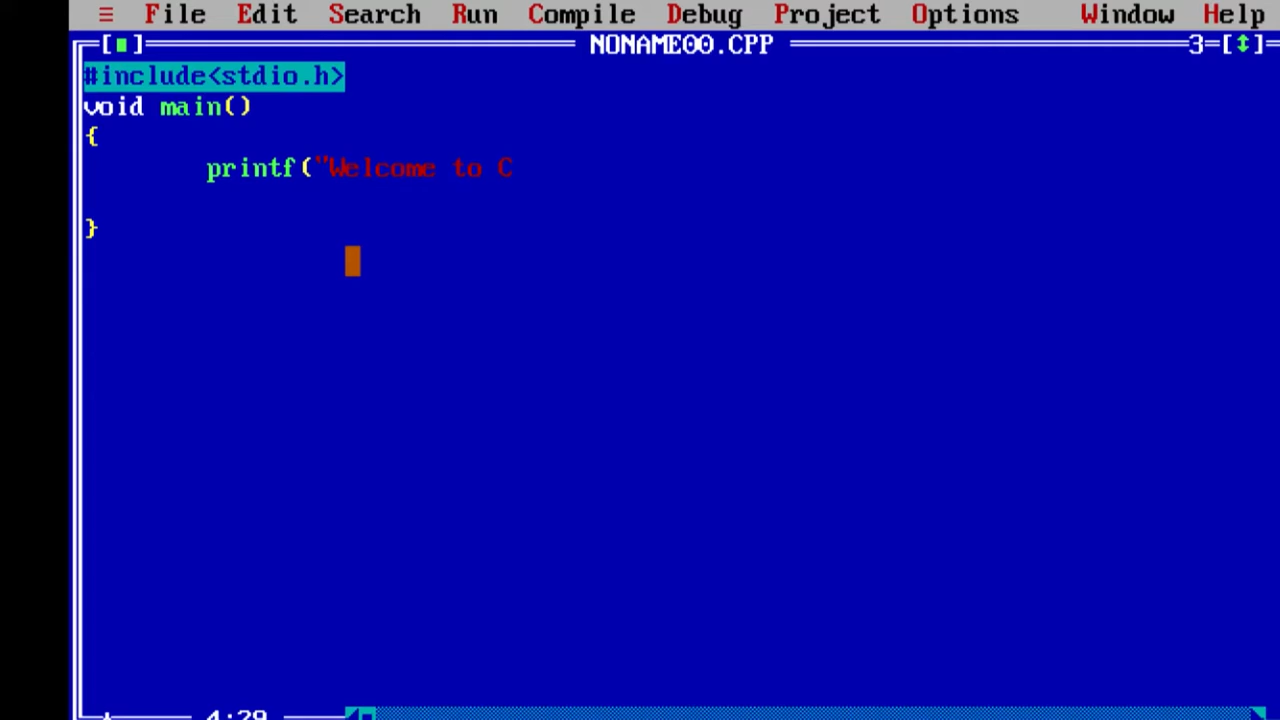 ≡ File Edit Search Run Compile Debug Project Options Window Help
[■] NONAME00.CPP 3=[↕]
#include<stdio.h>
void main()
{
printf("Welcome to C
}
4:29